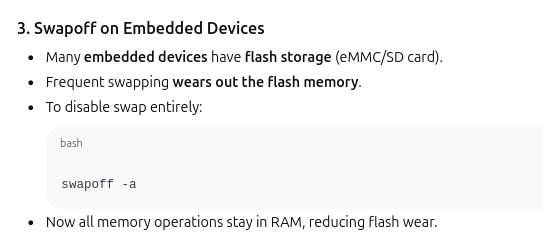 3. Swapoff on Embedded Devices
• Many embedded devices have flash storage (eMMC/SD card).
• Frequent swapping wears out the flash memory.
• To disable swap entirely:
bash
swapoff -a
• Now all memory operations stay in RAM, reducing flash wear.